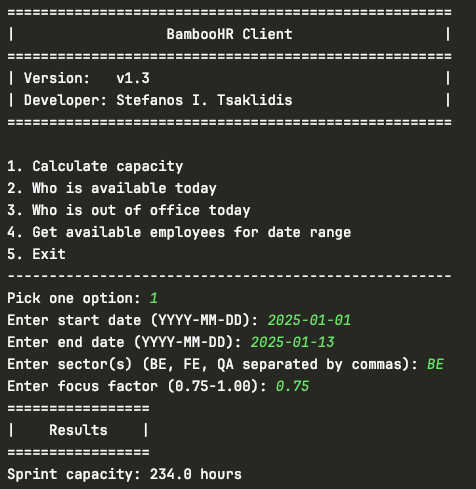 =====================================================
|                  BambooHR Client                  |
=====================================================
| Version:   v1.3                                   |
| Developer: Stefanos I. Tsaklidis                  |
=====================================================
1. Calculate capacity
2. Who is available today
3. Who is out of office today
4. Get available employees for date range
5. Exit
-----------------------------------------------------
Pick one option: 1
Enter start date (YYYY-MM-DD): 2025-01-01
Enter end date (YYYY-MM-DD): 2025-01-13
Enter sector(s) (BE, FE, QA separated by commas): BE
Enter focus factor (0.75-1.00): 0.75
=================
|    Results    |
=================
Sprint capacity: 234.0 hours